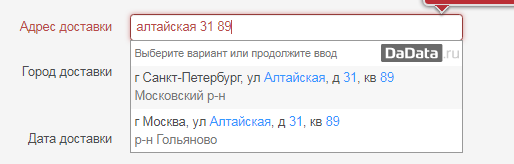 Адрес доставки алтайская 31 89
Выберите вариант или продолжите ввод DaData.ru
Город доставки
г Санкт-Петербург, ул Алтайская, д 31, кв 89
Московский р-н
г Москва, ул Алтайская, д 31, кв 89
Дата доставки р-н Гольяново